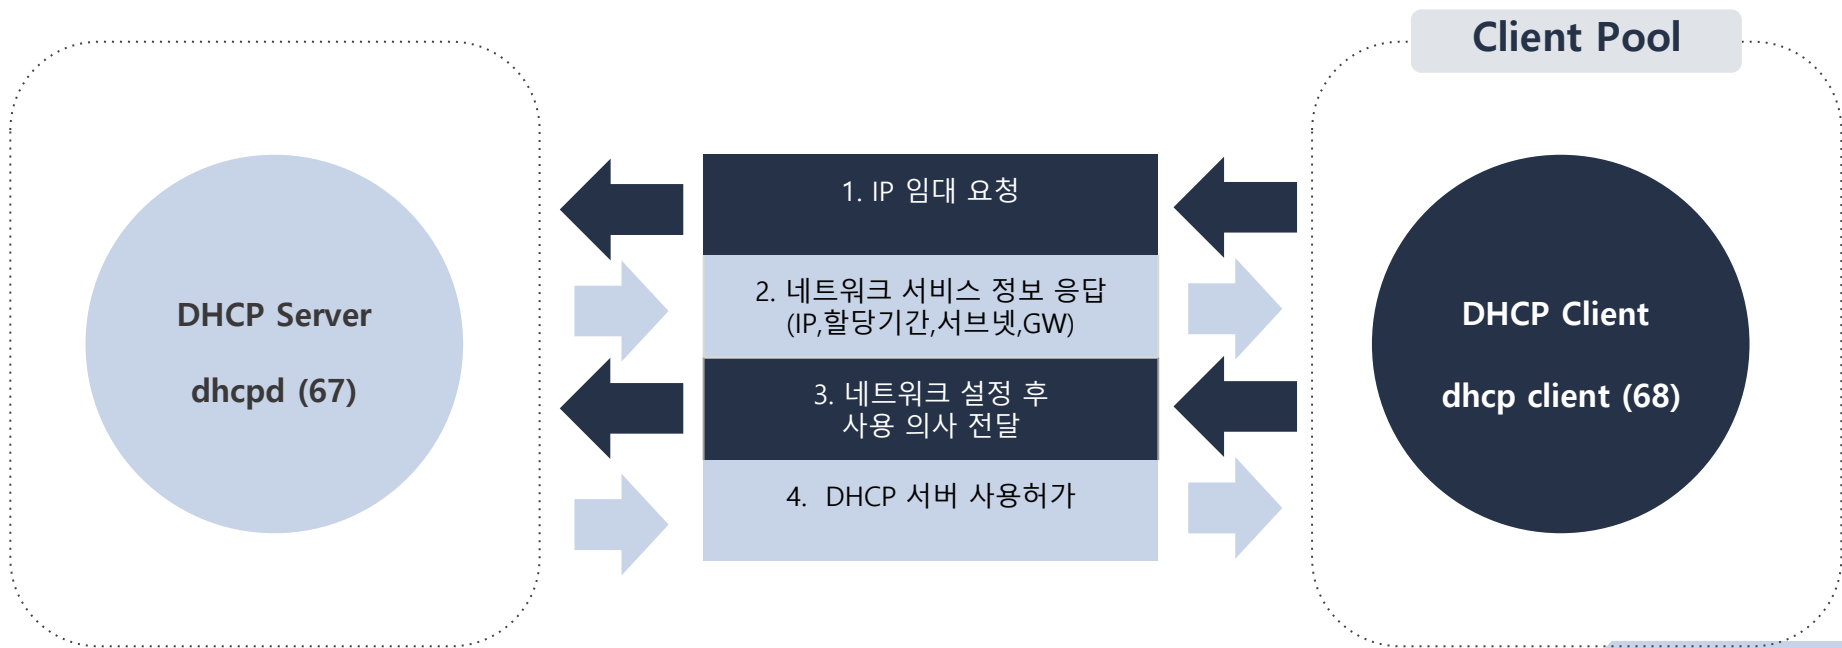 Client Pool
DHCP Server
dhcpd (67)
1. IP 임대 요청
2. 네트워크 서비스 정보 응답
(IP,할당기간,서브넷,GW)
3. 네트워크 설정 후
사용 의사 전달
4. DHCP 서버 사용허가
DHCP Client
dhcp client (68)